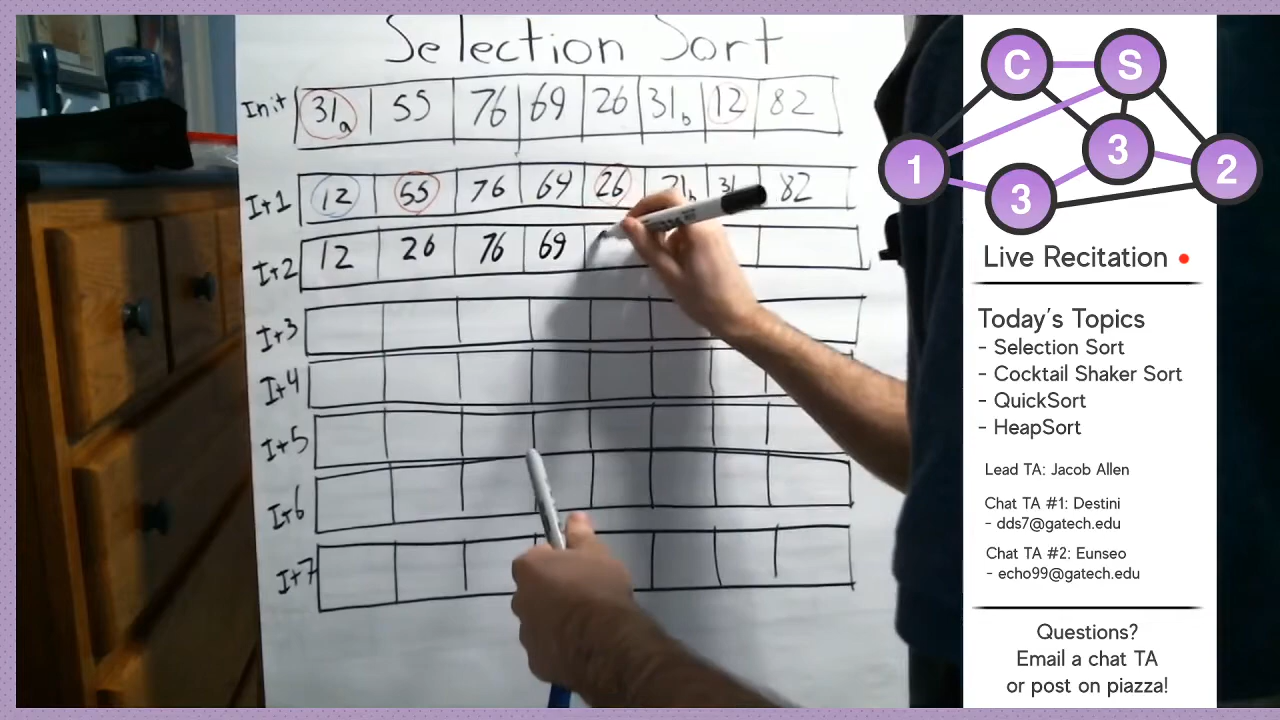 Selection Sort
Init 31a 55 76 69 26 31b 12 82
It1 12 55 76 69 26 31b 31 82
It2 12 26 76 69
It3
It4
It5
It6
It7
C S
1 3 3 2
Live Recitation
Today's Topics
- Selection Sort
- Cocktail Shaker Sort
- QuickSort
- HeapSort
Lead TA: Jacob Allen
Chat TA #1: Destini
- dds7@gatech.edu
Chat TA #2: Eunseo
- echo99@gatech.edu
Questions?
Email a chat TA
or post on piazza!